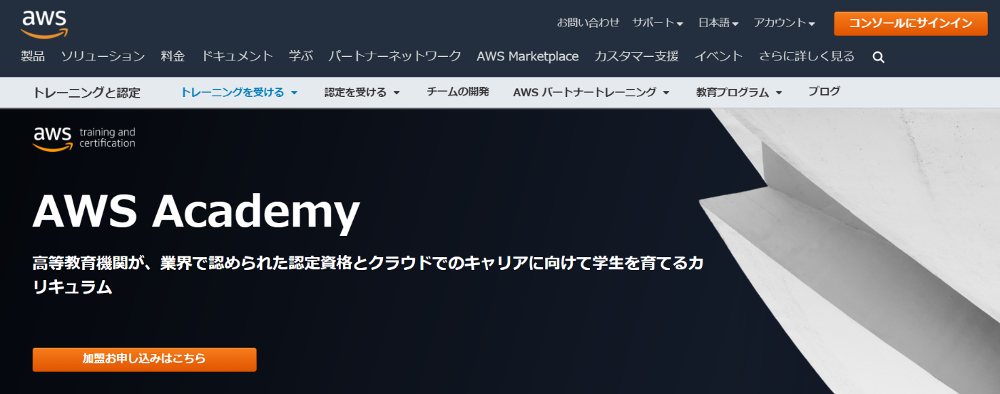 aws
お問い合わせ サポート 日本語 アカウント コンソールにサインイン
製品 ソリューション 料金 ドキュメント 学ぶ パートナーネットワーク AWS Marketplace カスタマー支援 イベント さらに詳しく見る
トレーニングと認定 トレーニングを受ける 認定を受ける チームの開発 AWS パートナートレーニング 教育プログラム ブログ
aws training and
certification
AWS Academy
高等教育機関が、業界で認められた認定資格とクラウドでのキャリアに向けて学生を育てるカ
リキュラム
加盟お申し込みはこちら